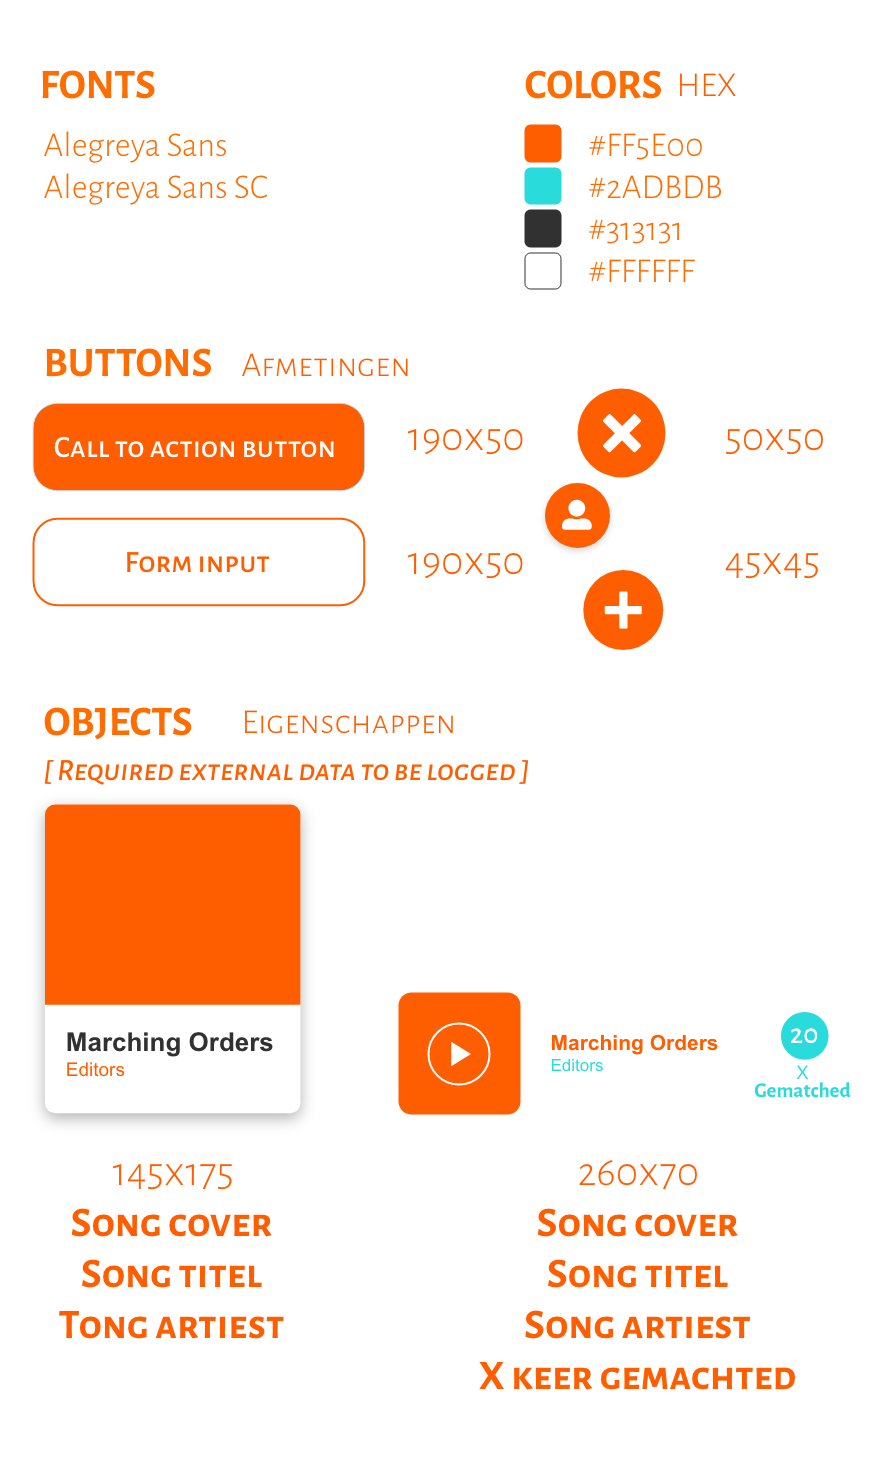 FONTS
Alegreya Sans
Alegreya Sans SC
COLORS HEX
#FF5E00
#2ADBDB
#313131
#FFFFFF
BUTTONS Afmetingen
Call to action button
190x50
50x50
Form input
190x50
45x45
OBJECTS Eigenschappen
[ Required external data to be logged ]
Marching Orders
Editors
Marching Orders
Editors
20
X
Gematched
145x175
Song cover
Song titel
Tong artiest
260x70
Song cover
Song titel
Song artiest
X keer gemachted